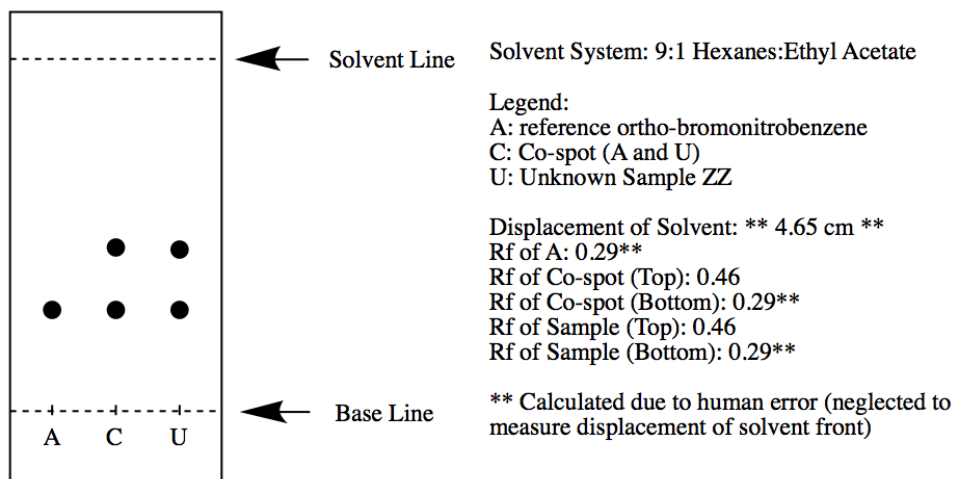 Solvent Line
Base Line
A C U
Solvent System: 9:1 Hexanes:Ethyl Acetate
Legend:
A: reference ortho-bromonitrobenzene
C: Co-spot (A and U)
U: Unknown Sample ZZ
Displacement of Solvent: ** 4.65 cm **
Rf of A: 0.29**
Rf of Co-spot (Top): 0.46
Rf of Co-spot (Bottom): 0.29**
Rf of Sample (Top): 0.46
Rf of Sample (Bottom): 0.29**
** Calculated due to human error (neglected to
measure displacement of solvent front)